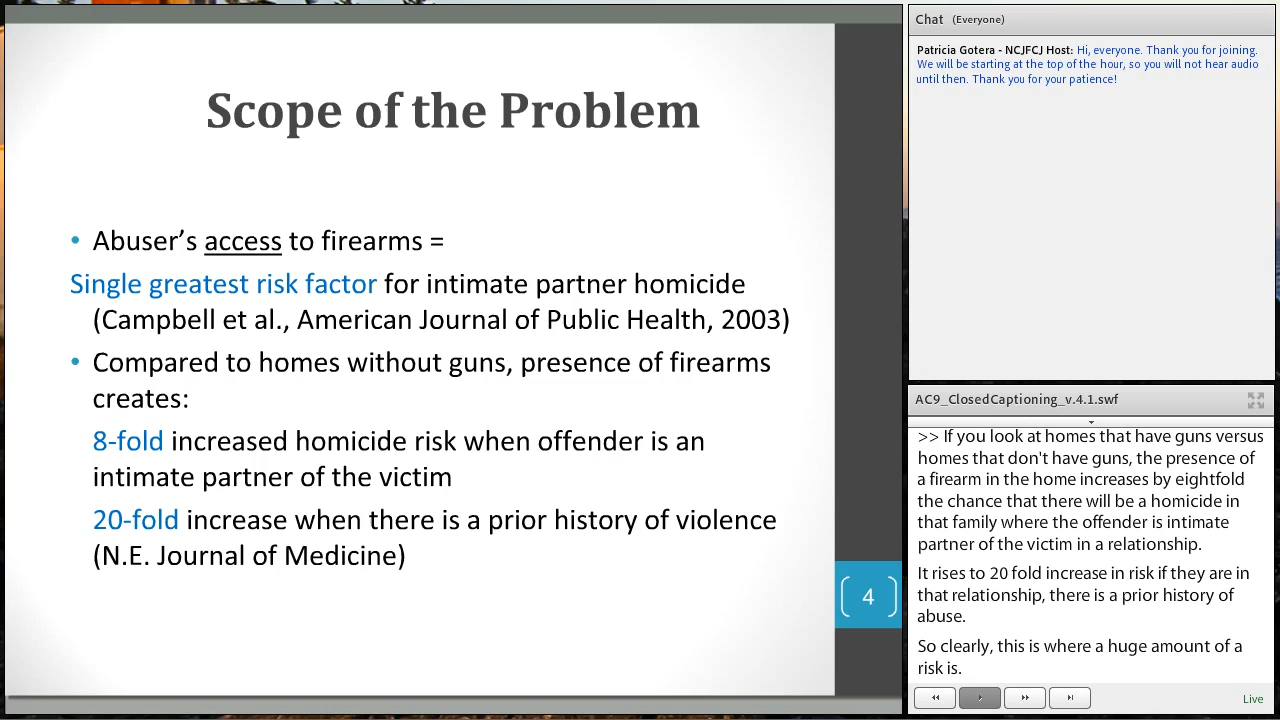 Scope of the Problem
• Abuser’s access to firearms =
Single greatest risk factor for intimate partner homicide
(Campbell et al., American Journal of Public Health, 2003)
• Compared to homes without guns, presence of firearms
creates:
8-fold increased homicide risk when offender is an
intimate partner of the victim
20-fold increase when there is a prior history of violence
(N.E. Journal of Medicine)
4
Chat (Everyone)
Patricia Gotera - NCJFCJ Host: Hi, everyone. Thank you for joining.
We will be starting at the top of the hour, so you will not hear audio
until then. Thank you for your patience!
AC9_ClosedCaptioning_v.4.1.swf
>> If you look at homes that have guns versus
homes that don't have guns, the presence of
a firearm in the home increases by eightfold
the chance that there will be a homicide in
that family where the offender is intimate
partner of the victim in a relationship.
It rises to 20 fold increase in risk if they are in
that relationship, there is a prior history of
abuse.
So clearly, this is where a huge amount of a
risk is.
Live